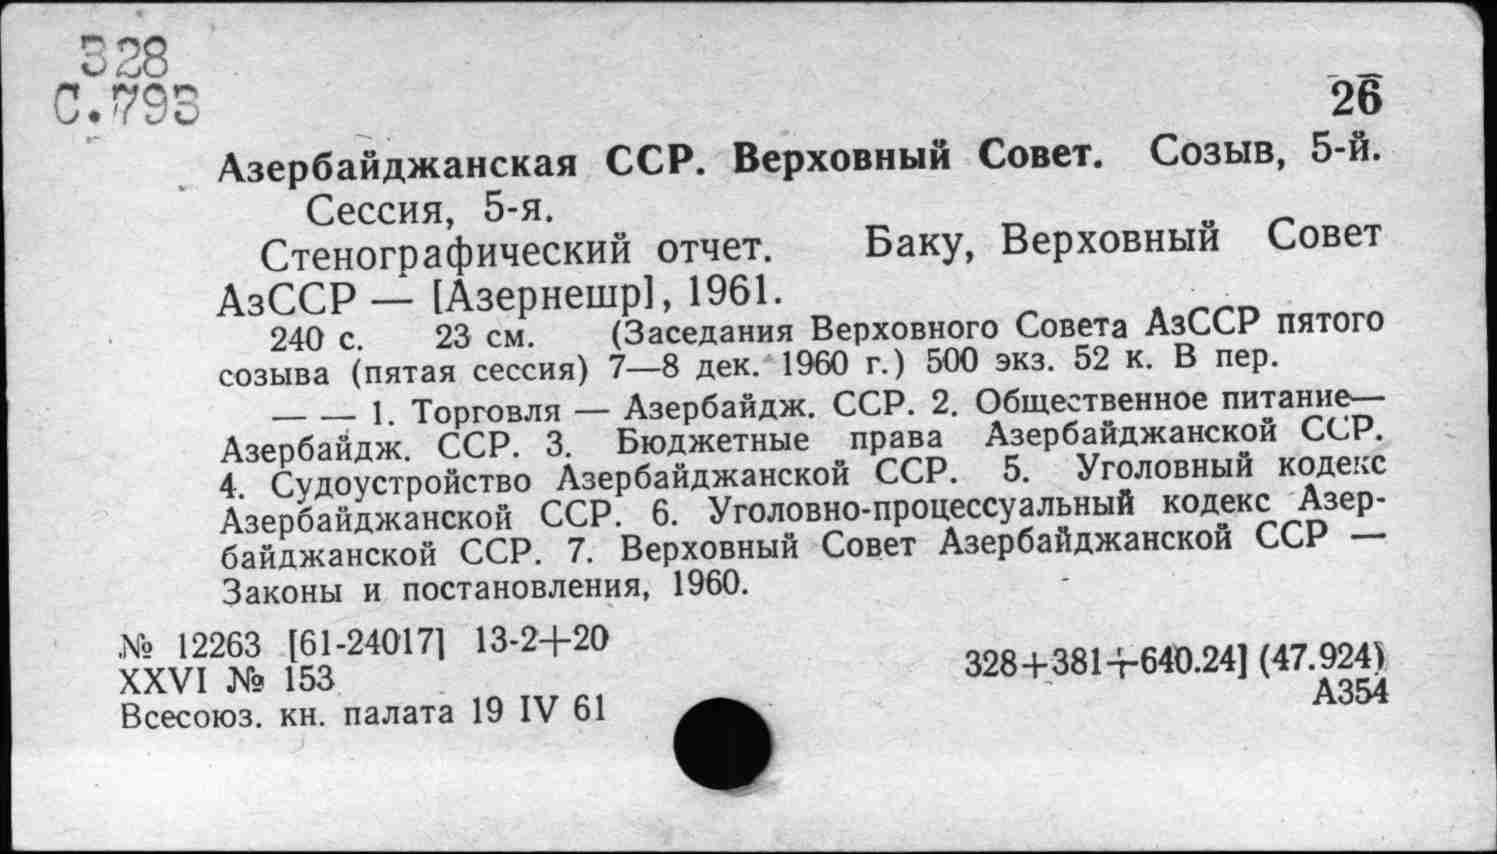 328
С.793
26
Азербайджанская ССР. Верховный Совет. Созыв, 5-й.
Сессия, 5-я.
Стенографический отчет. Баку, Верховный Совет
АзССР — [Азернешр], 1961.
240 с. 23 см. (Заседания Верховного Совета АзССР пятого
созыва (пятая сессия) 7—8 дек. 1960 г.) 500 экз. 52 к. В пер.
— — 1. Торговля — Азербайдж. ССР. 2. Общественное питание—
Азербайдж. ССР. 3. Бюджетные права Азербайджанской ССР.
4. Судоустройство Азербайджанской ССР. 5. Уголовный кодекс
Азербайджанской ССР. 6. Уголовно-процессуальный кодекс Азер-
байджанской ССР. 7. Верховный Совет Азербайджанской ССР —
Законы и постановления, 1960.
№ 12263 [61-24017] 13-2+20
XXVI № 153
Всесоюз. кн. палата 19 IV 61
328+381+640.24] (47.924)
А354